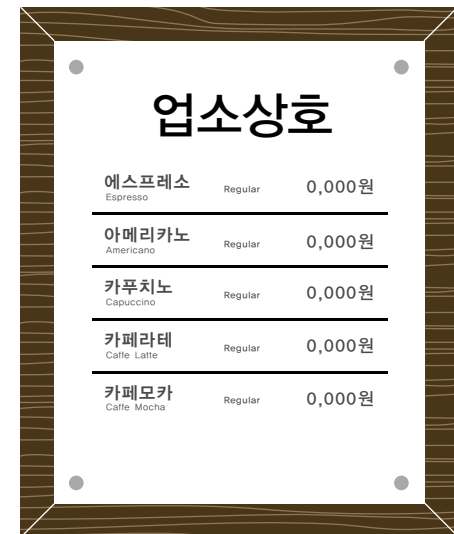 업소상호
에스프레소 Regular 0,000원
Espresso
아메리카노 Regular 0,000원
Americano
카푸치노 Regular 0,000원
Capuccino
카페라테 Regular 0,000원
Caffe Latte
카페모카 Regular 0,000원
Caffe Mocha